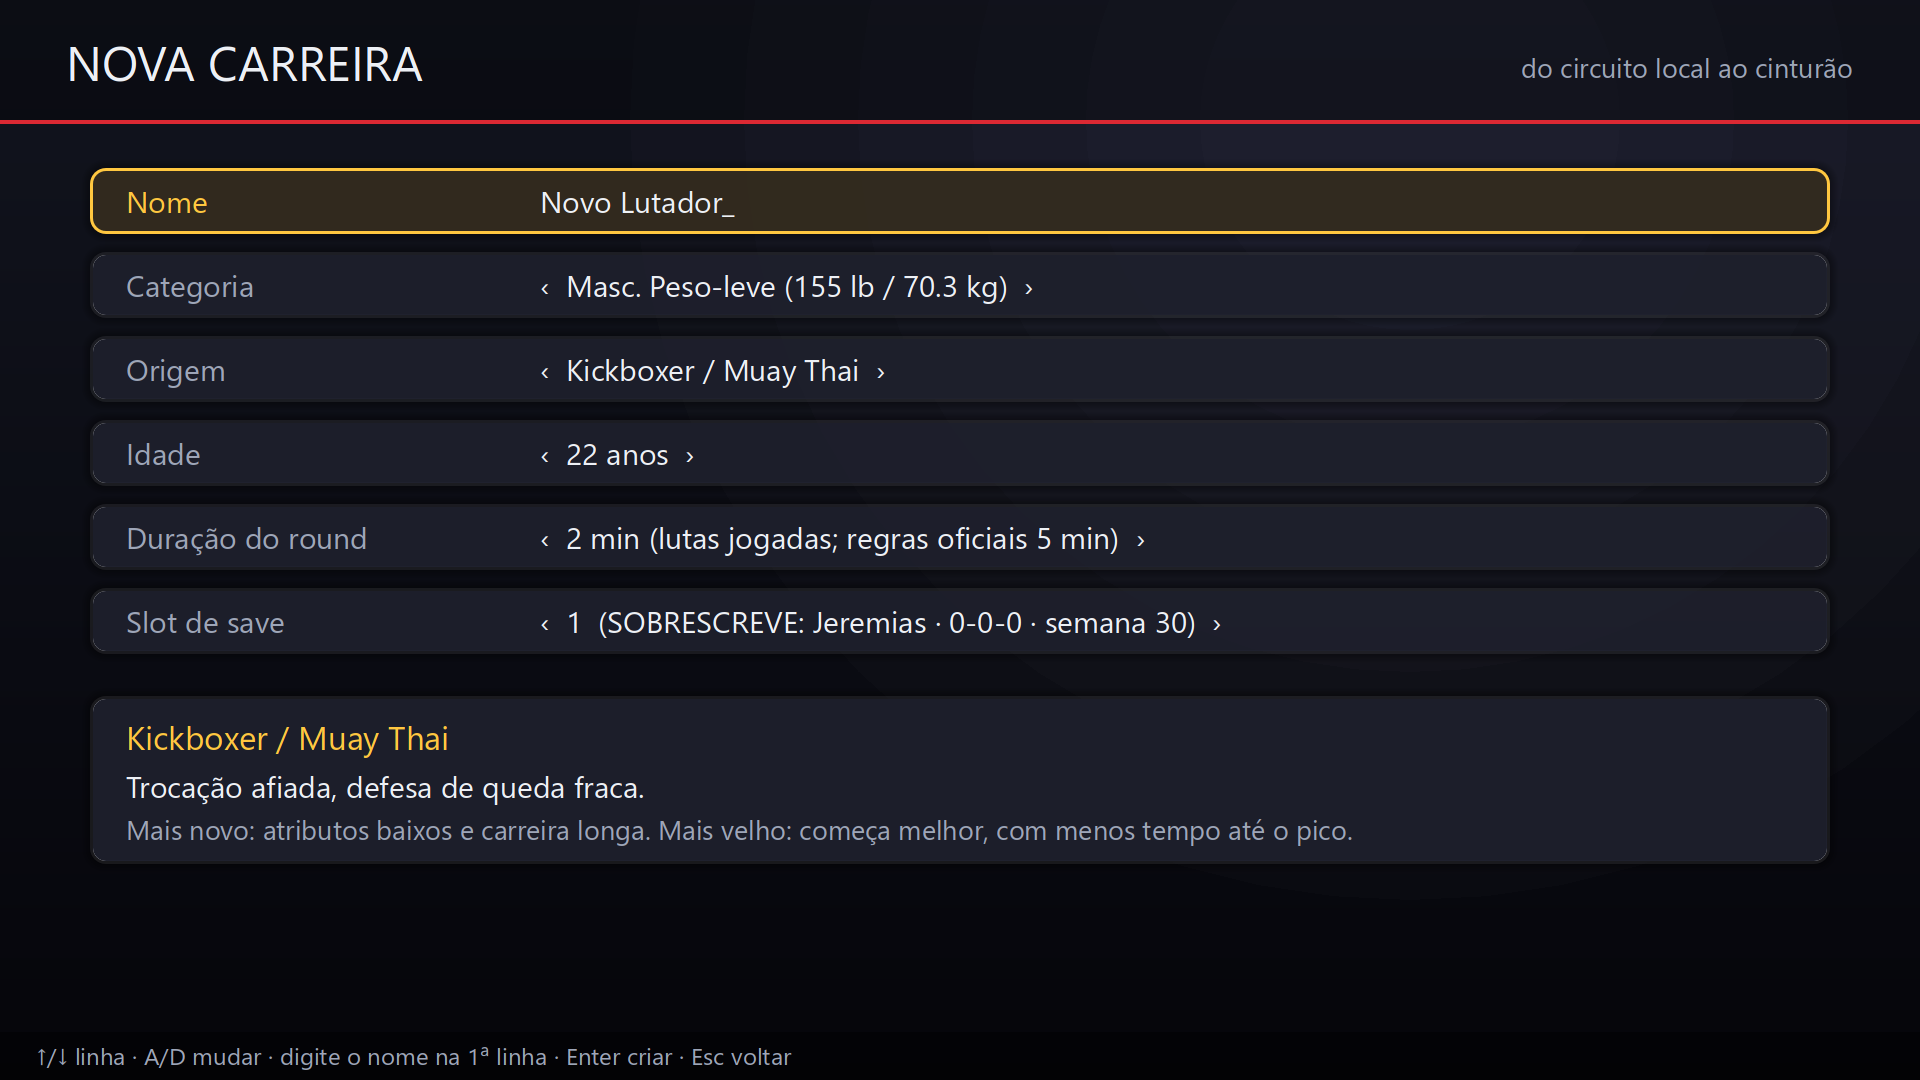 NOVA CARREIRA
do circuito local ao cinturão
Nome Novo Lutador_
Categoria ‹ Masc. Peso-leve (155 lb / 70.3 kg) ›
Origem ‹ Kickboxer / Muay Thai ›
Idade ‹ 22 anos ›
Duração do round ‹ 2 min (lutas jogadas; regras oficiais 5 min) ›
Slot de save ‹ 1 (SOBRESCREVE: Jeremias · 0-0-0 · semana 30) ›
Kickboxer / Muay Thai
Trocação afiada, defesa de queda fraca.
Mais novo: atributos baixos e carreira longa. Mais velho: começa melhor, com menos tempo até o pico.
↑/↓ linha · A/D mudar · digite o nome na 1ª linha · Enter criar · Esc voltar